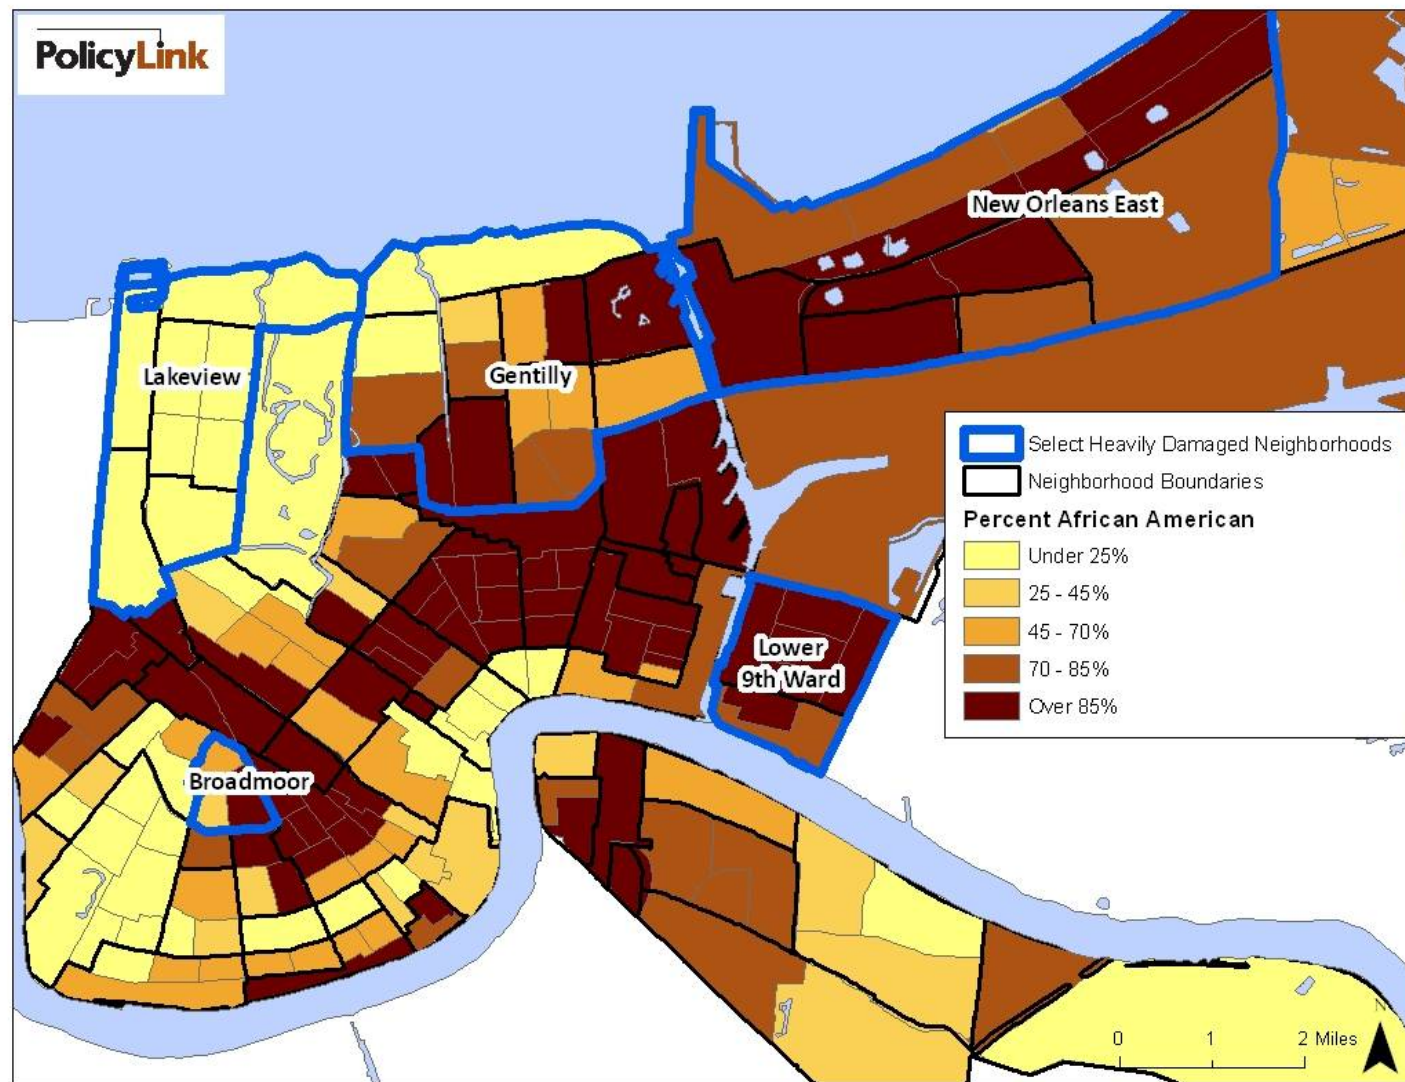 PolicyLink
New Orleans East
Lakeview
Gentilly
Select Heavily Damaged Neighborhoods
Neighborhood Boundaries
Percent African American
Under 25%
25 - 45%
45 - 70%
70 - 85%
Over 85%
Lower
9th Ward
Broadmoor
N
0 1 2 Miles